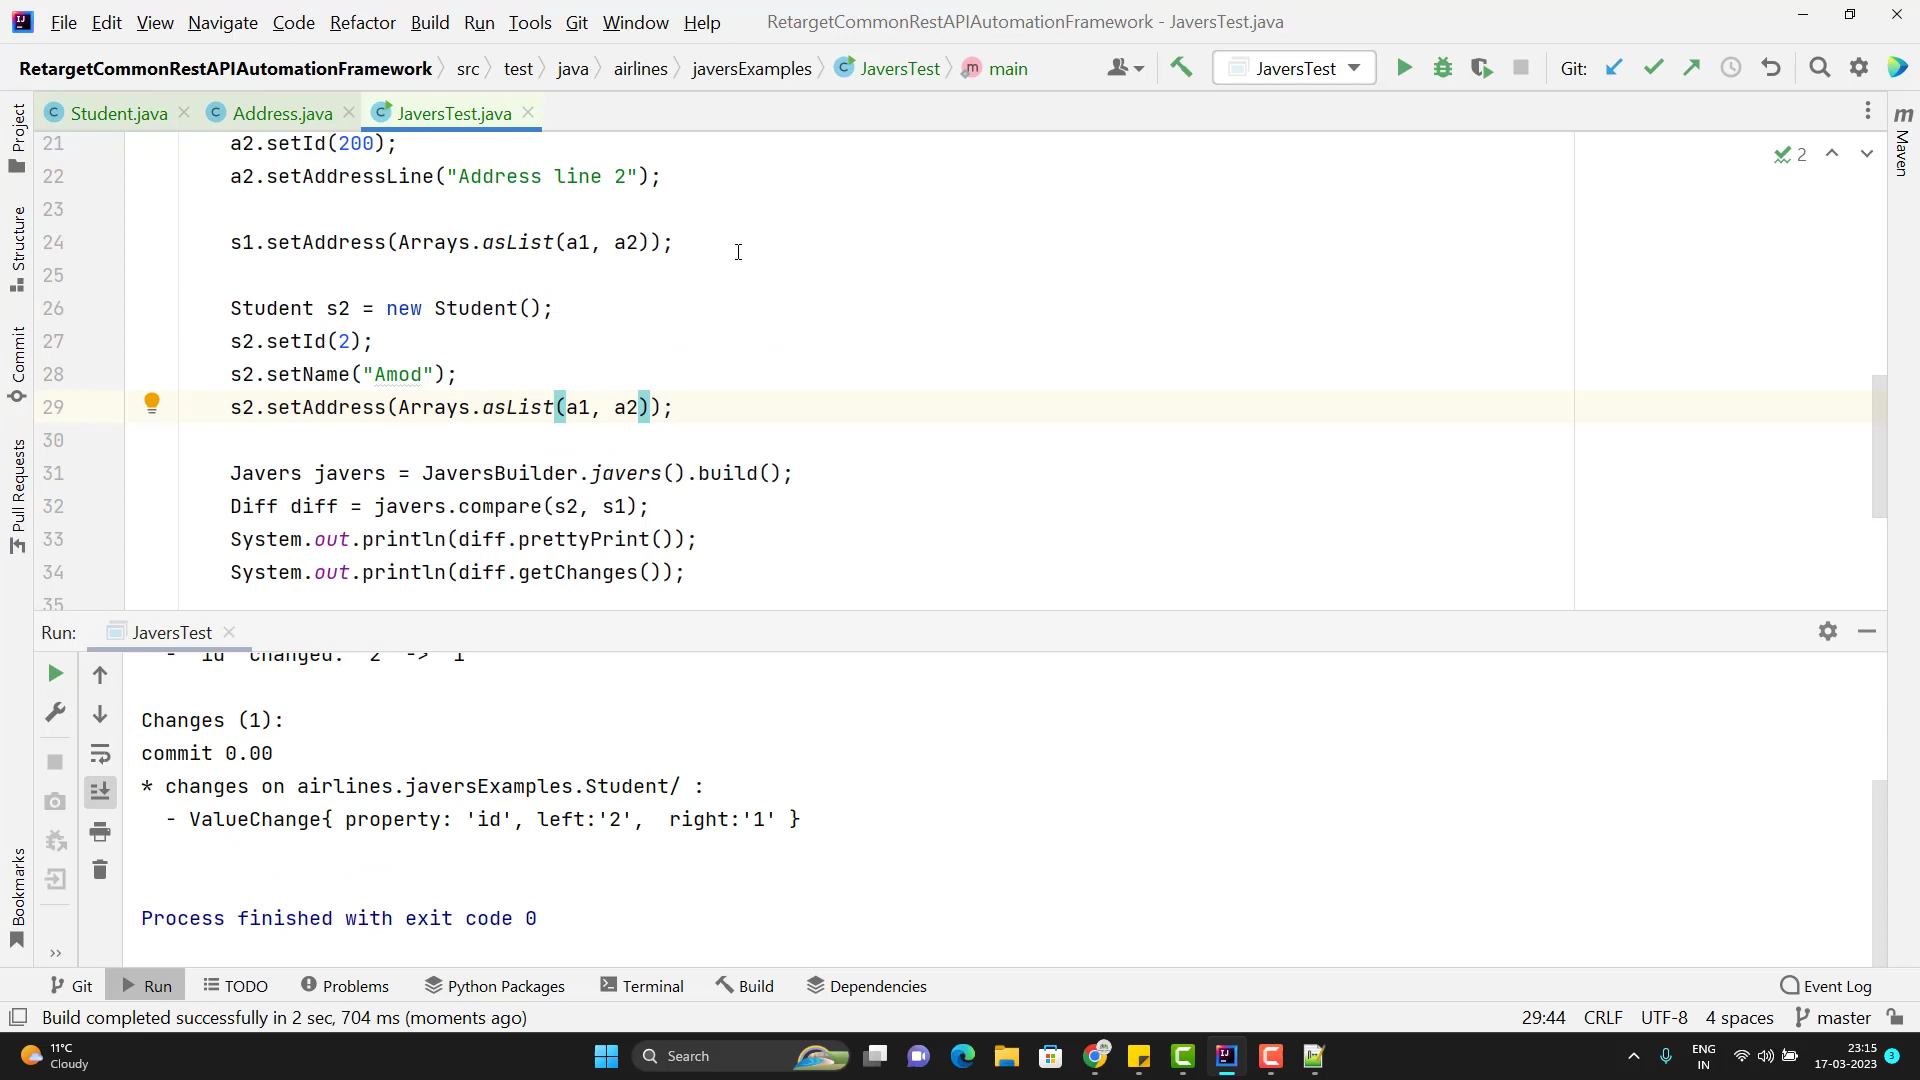 File Edit View Navigate Code Refactor Build Run Tools Git Window Help RetargetCommonRestAPIAutomationFramework - JaversTest.java
RetargetCommonRestAPIAutomationFramework src test java airlines javersExamples JaversTest main JaversTest Git:
Student.java Address.java JaversTest.java
Project
Structure
Commit
Pull Requests
Bookmarks
Maven
2
21 a2.setId(200);
22 a2.setAddressLine("Address line 2");
23
24 s1.setAddress(Arrays.asList(a1, a2));
25
26 Student s2 = new Student();
27 s2.setId(2);
28 s2.setName("Amod");
29 s2.setAddress(Arrays.asList(a1, a2));
30
31 Javers javers = JaversBuilder.javers().build();
32 Diff diff = javers.compare(s2, s1);
33 System.out.println(diff.prettyPrint());
34 System.out.println(diff.getChanges());
35
Run: JaversTest
- 'id' changed: '2' -> '1'
Changes (1):
commit 0.00
* changes on airlines.javersExamples.Student/ :
- ValueChange{ property: 'id', left:'2',  right:'1' }
Process finished with exit code 0
Git Run TODO Problems Python Packages Terminal Build Dependencies Event Log
Build completed successfully in 2 sec, 704 ms (moments ago) 29:44 CRLF UTF-8 4 spaces master
11°C
Cloudy
Search
ENG
IN
23:15
17-03-2023
3